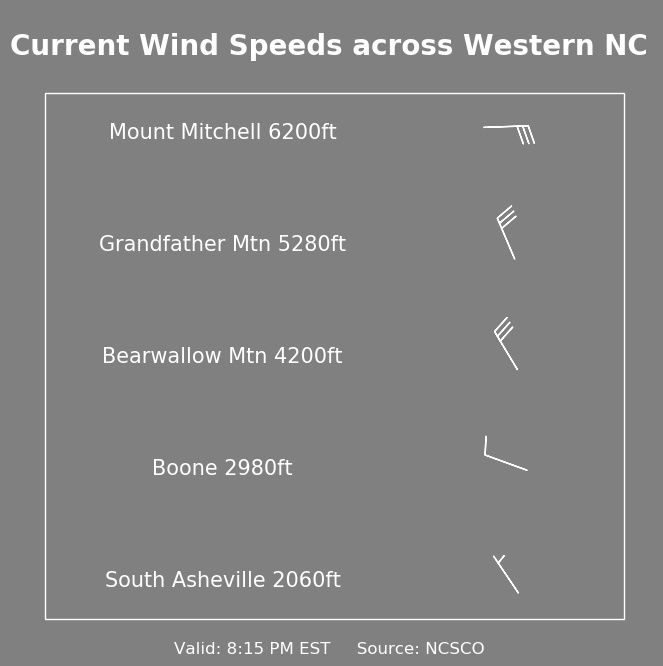 Current Wind Speeds across Western NC
Mount Mitchell 6200ft
Grandfather Mtn 5280ft
Bearwallow Mtn 4200ft
Boone 2980ft
South Asheville 2060ft
Valid: 8:15 PM EST Source: NCSCO